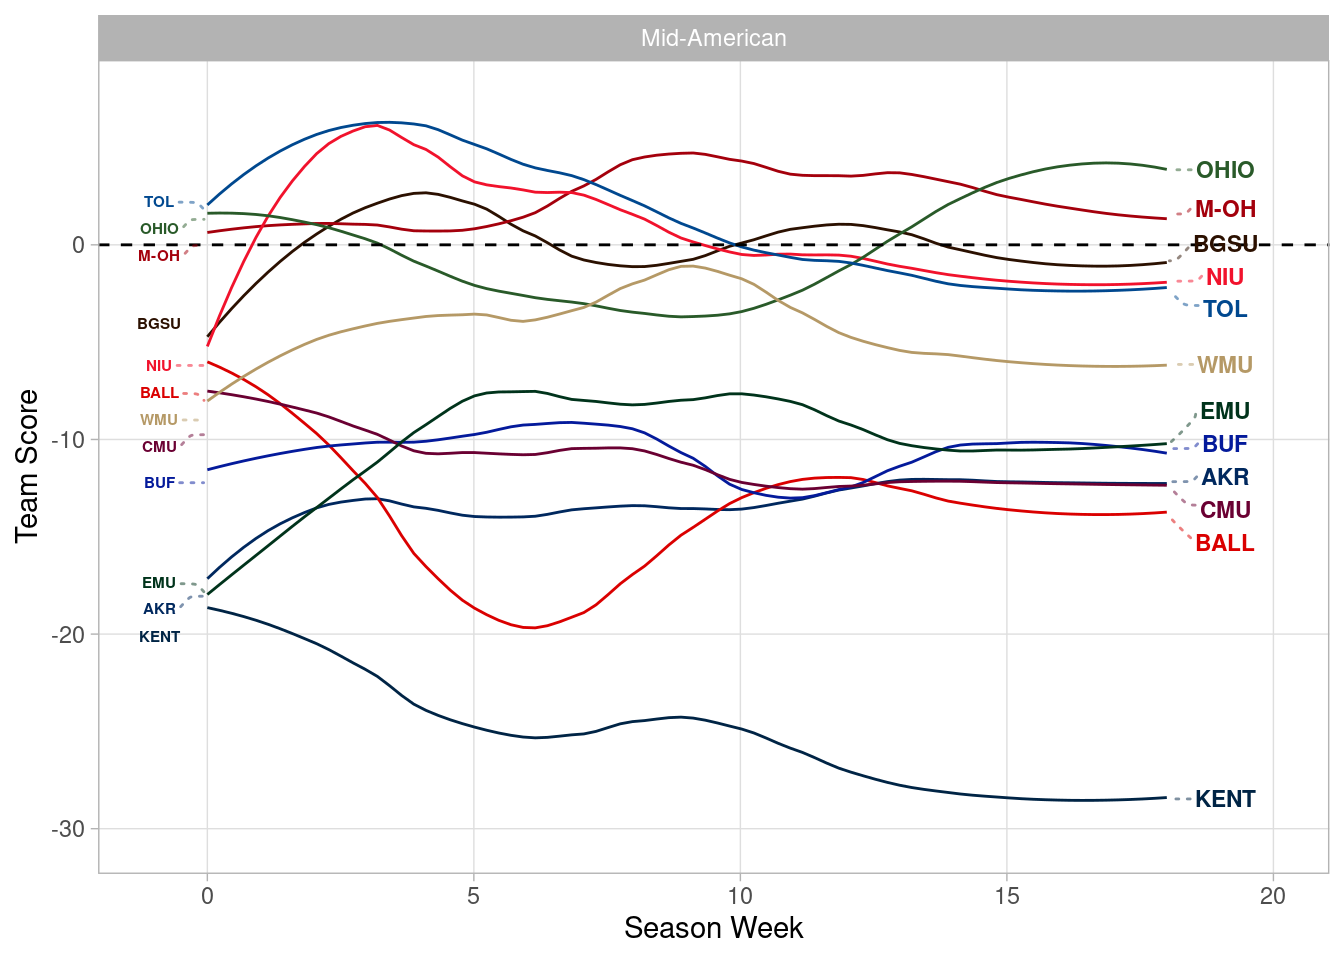 Mid-American
Team Score
0
-10
-20
-30
TOL
OHIO
M-OH
BGSU
NIU
BALL
WMU
CMU
BUF
EMU
AKR
KENT
OHIO
M-OH
BGSU
NIU
TOL
WMU
EMU
BUF
AKR
CMU
BALL
KENT
0 5 10 15 20
Season Week